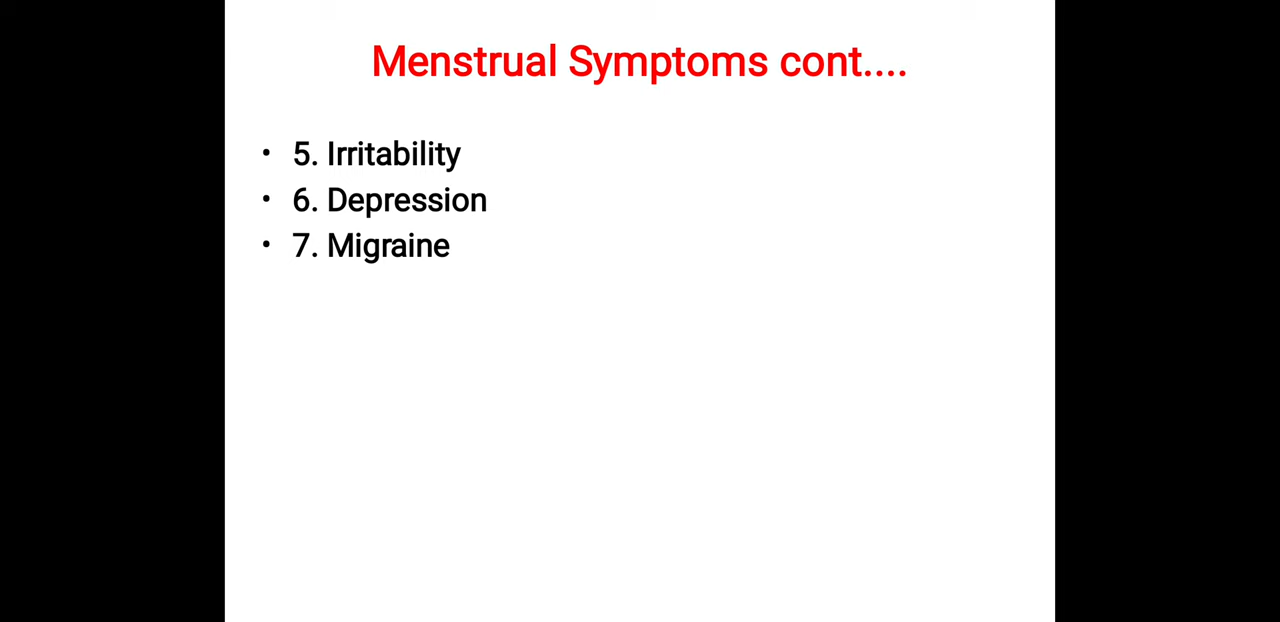 Menstrual Symptoms cont....
• 5. Irritability
• 6. Depression
• 7. Migraine